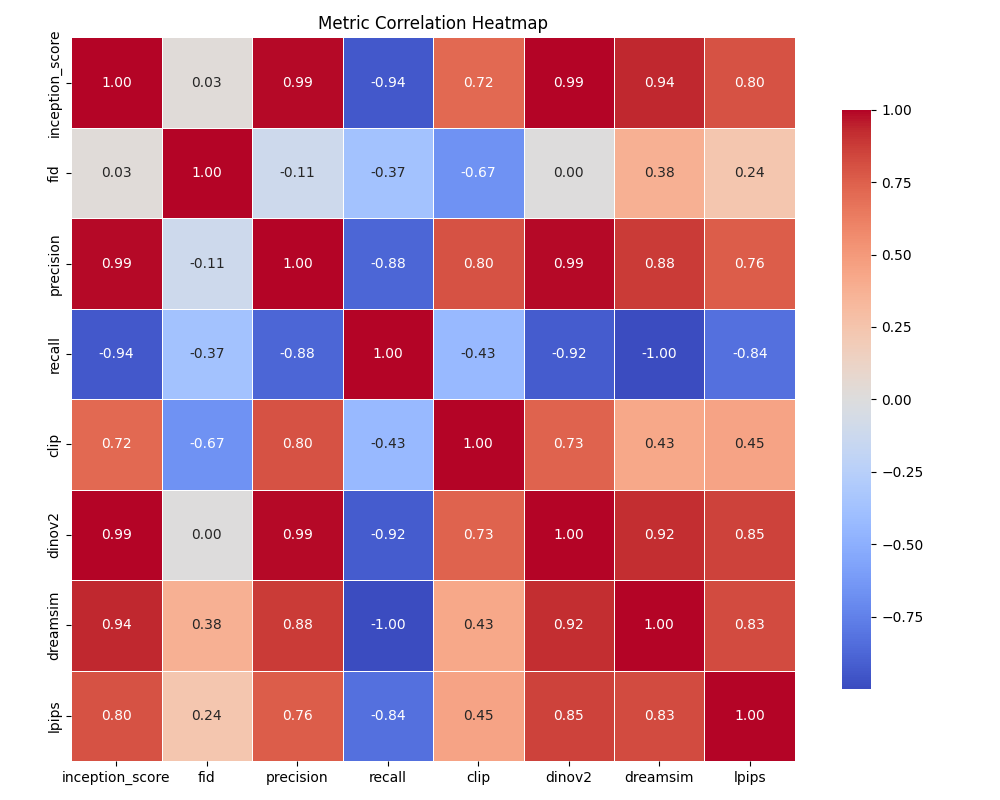 Metric Correlation Heatmap
inception_score 1.00 0.03 0.99 -0.94 0.72 0.99 0.94 0.80
fid 0.03 1.00 -0.11 -0.37 -0.67 0.00 0.38 0.24
precision 0.99 -0.11 1.00 -0.88 0.80 0.99 0.88 0.76
recall -0.94 -0.37 -0.88 1.00 -0.43 -0.92 -1.00 -0.84
clip 0.72 -0.67 0.80 -0.43 1.00 0.73 0.43 0.45
dinov2 0.99 0.00 0.99 -0.92 0.73 1.00 0.92 0.85
dreamsim 0.94 0.38 0.88 -1.00 0.43 0.92 1.00 0.83
lpips 0.80 0.24 0.76 -0.84 0.45 0.85 0.83 1.00
inception_score fid precision recall clip dinov2 dreamsim lpips
1.00
0.75
0.50
0.25
0.00
−0.25
−0.50
−0.75